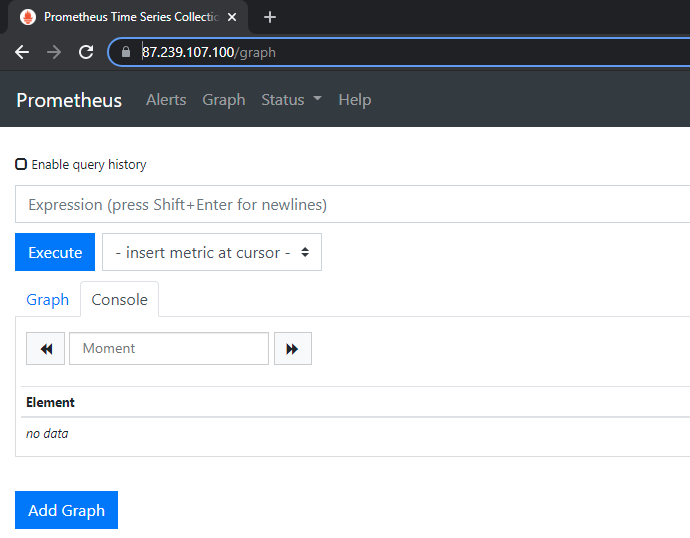 Prometheus Time Series Collectio
87.239.107.100/graph
Prometheus Alerts Graph Status Help
Enable query history
Expression (press Shift+Enter for newlines)
Execute - insert metric at cursor -
Graph Console
Moment
Element
no data
Add Graph